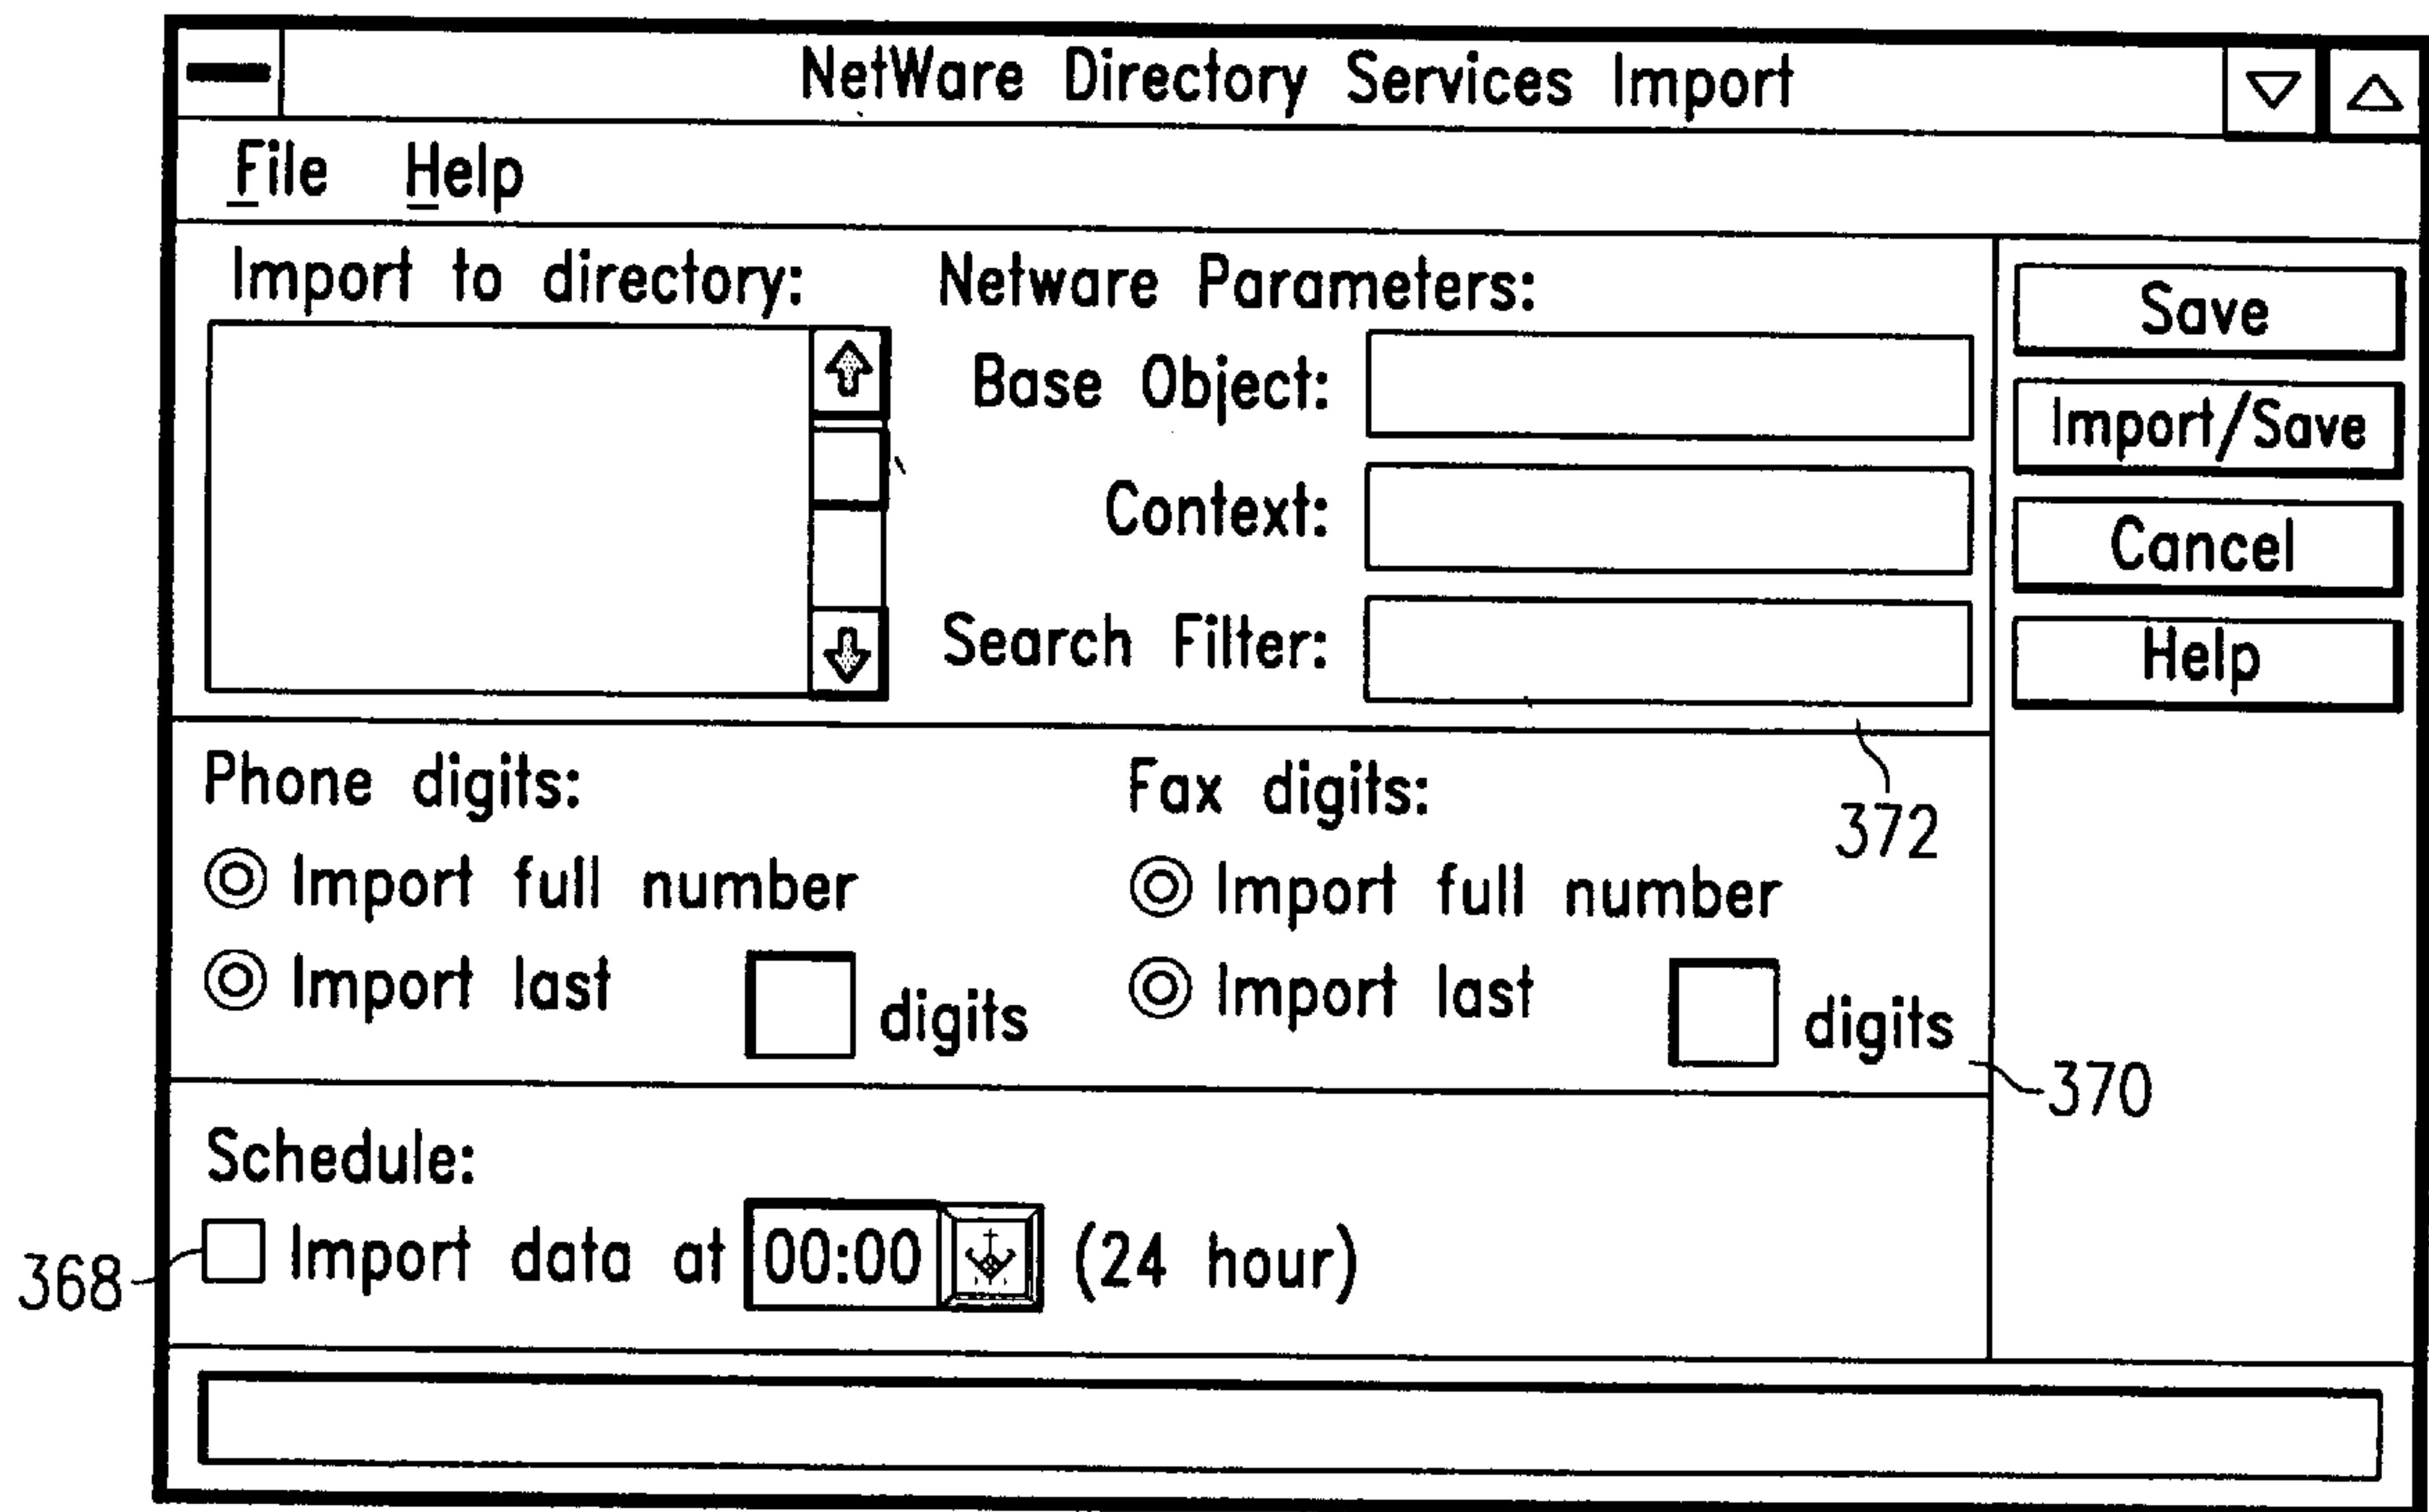 NetWare Directory Services Import
File Help
Import to directory:
Netware Parameters:
Base Object:
Context:
Search Filter:
Save
Import/Save
Cancel
Help
372
Phone digits:
Import full number
Import last digits
Fax digits:
Import full number
Import last digits
370
Schedule:
368
Import data at 00:00 (24 hour)